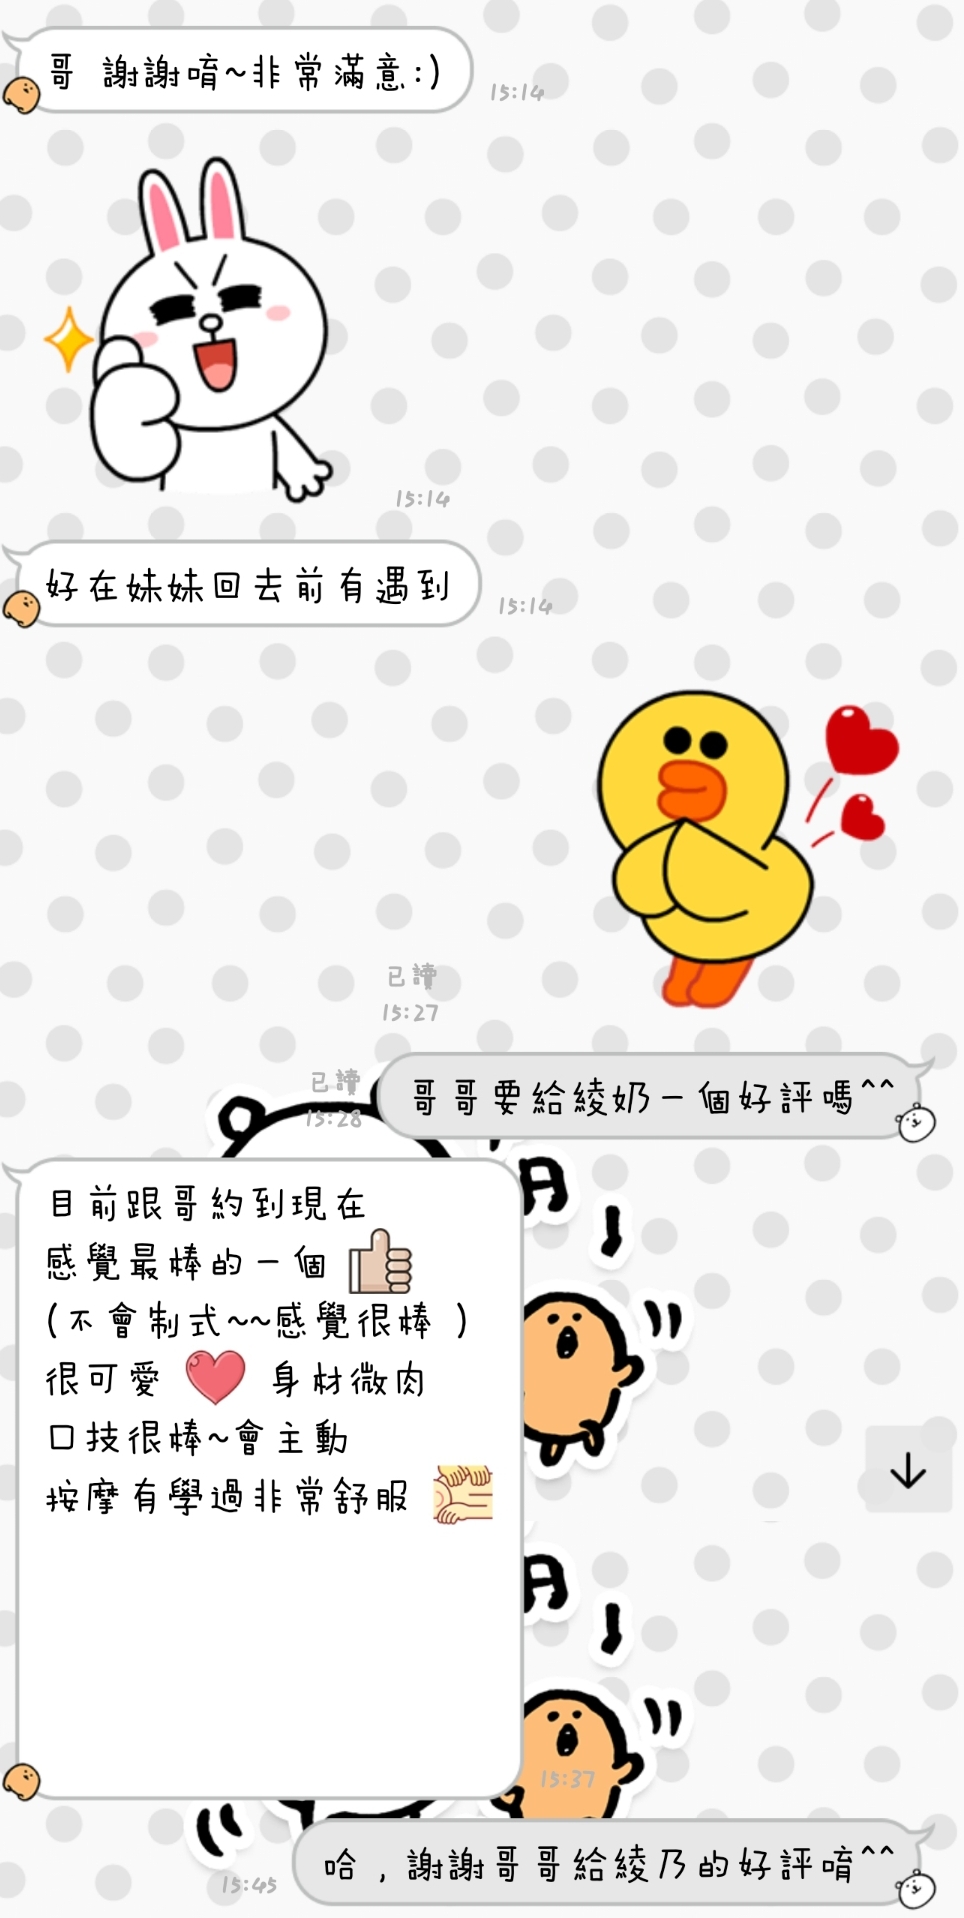 哥 謝謝唷~非常滿意:)
15:14
15:14
好在妹妹回去前有遇到
15:14
已讀
15:27
已讀
15:28
哥哥要給綾奶一個好評嗎^^
目前跟哥約到現在
感覺最棒的一個
(不會制式~~感覺很棒 )
很可愛 身材微肉
口技很棒~會主動
按摩有學過非常舒服
15:37
哈,謝謝哥哥給綾乃的好評唷^^
15:45